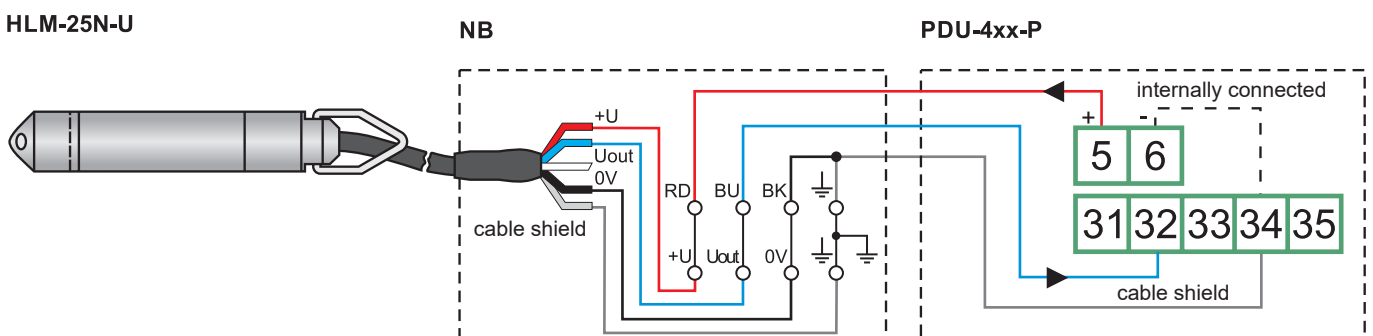 HLM-25N-U
NB
PDU-4xx-P
internally connected
+ -
5 6
+U
Uout
0V
cable shield
RD BU BK
+U Uout 0V
31 32 33 34 35
cable shield